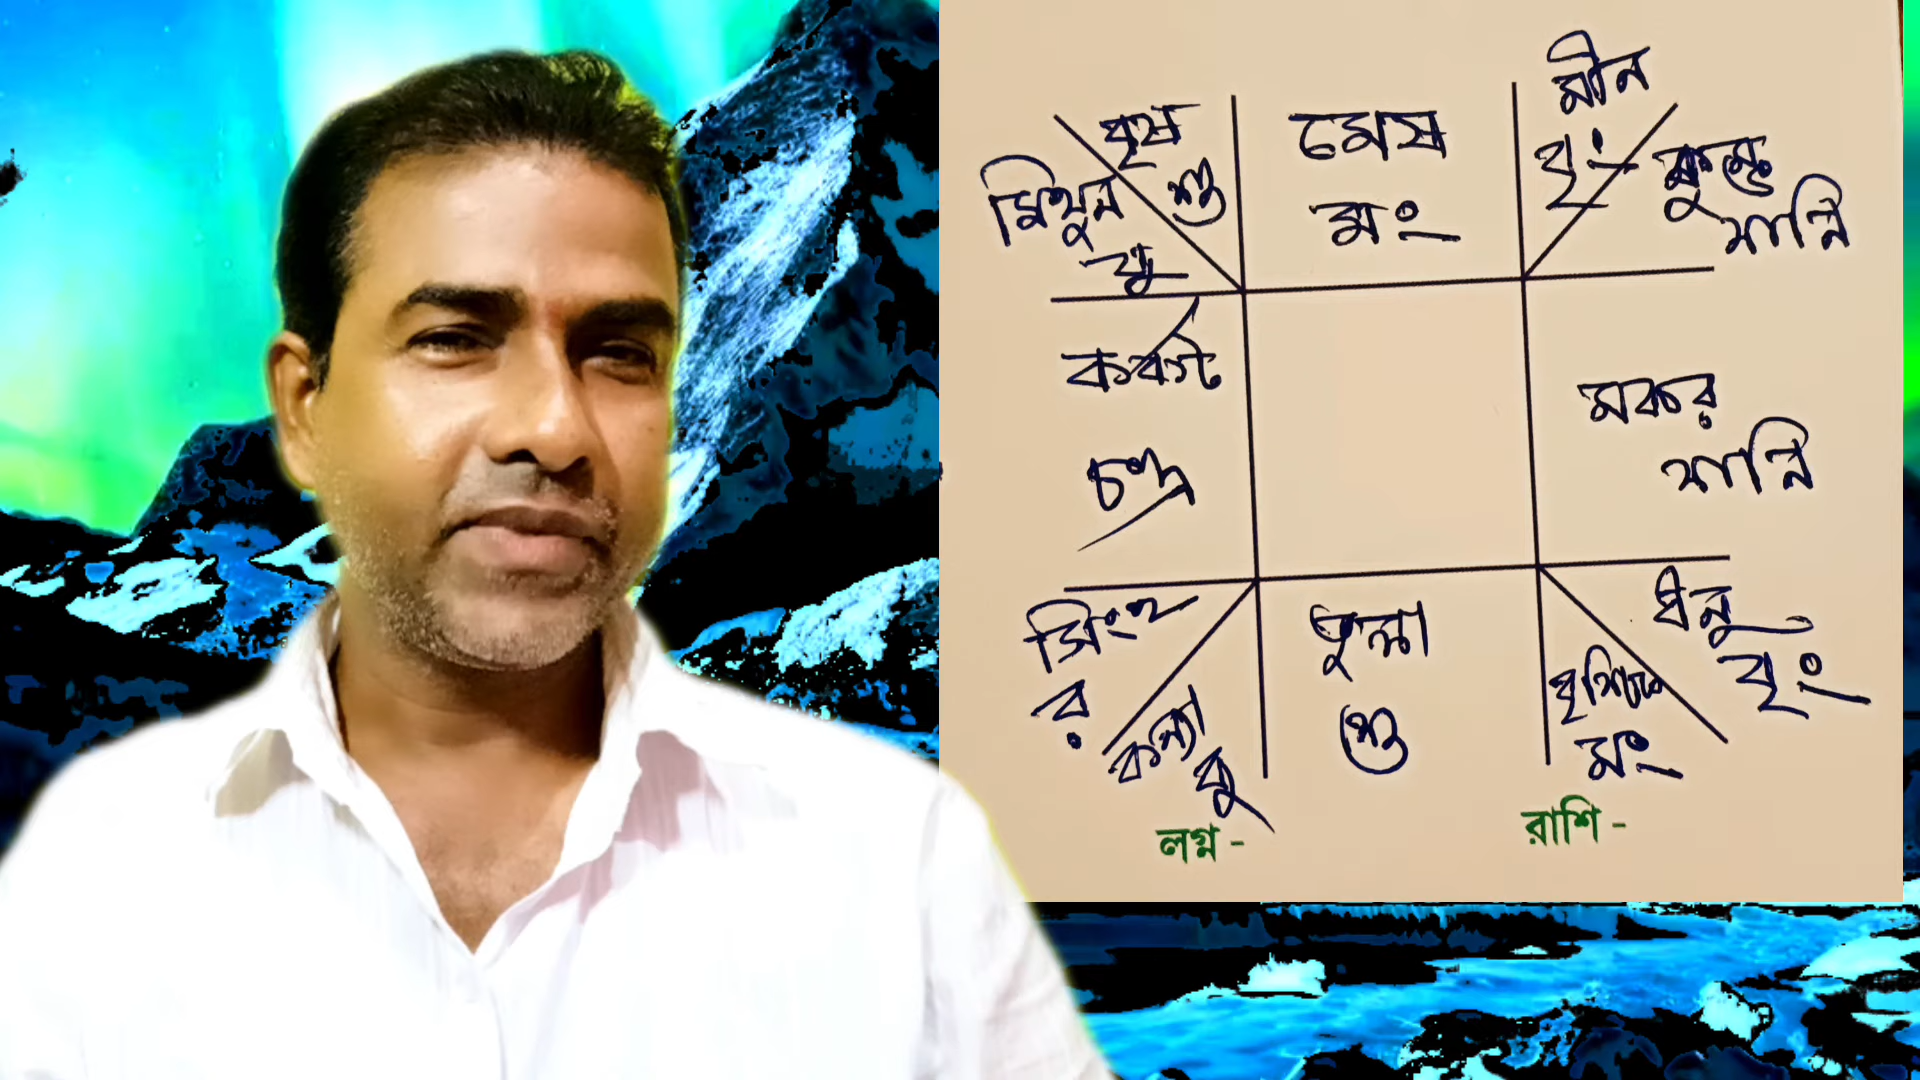 মীন
বৃং
বৃষ
শু
মেষ
মং
কুম্ভ
শনি
মিথুন
বু
কর্কট
চন্দ্র
মকর
শনি
সিংহ
র
কন্যা
বু
তুলা
শু
ধনু
বৃং
বৃশ্চিক
মং
লগ্ন -
রাশি -